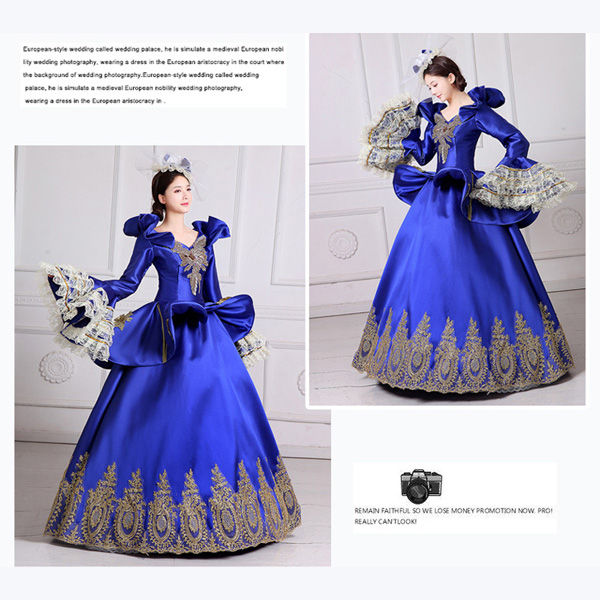 European-style wedding called wedding palace, he is simulate a medieval European nobi
lity wedding photography, wearing a dress in the European aristocracy in the court where
the background of wedding photography.European-style wedding called wedding
palace, he is simulate a medieval European nobility wedding photography,
wearing a dress in the European aristocracy in .
REMAIN FAITHFUL SO WE LOSE MONEY PROMOTION NOW. PRO!
REALLY CAN'TLOOK!